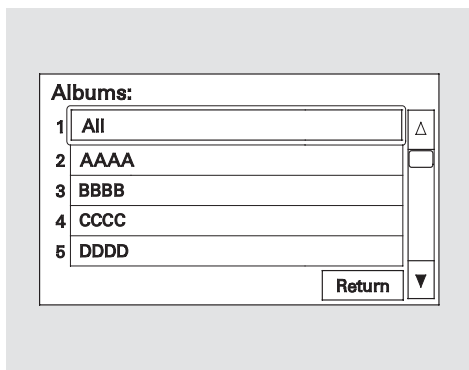 Albums:
1 All
2 AAAA
3 BBBB
4 CCCC
5 DDDD
Return